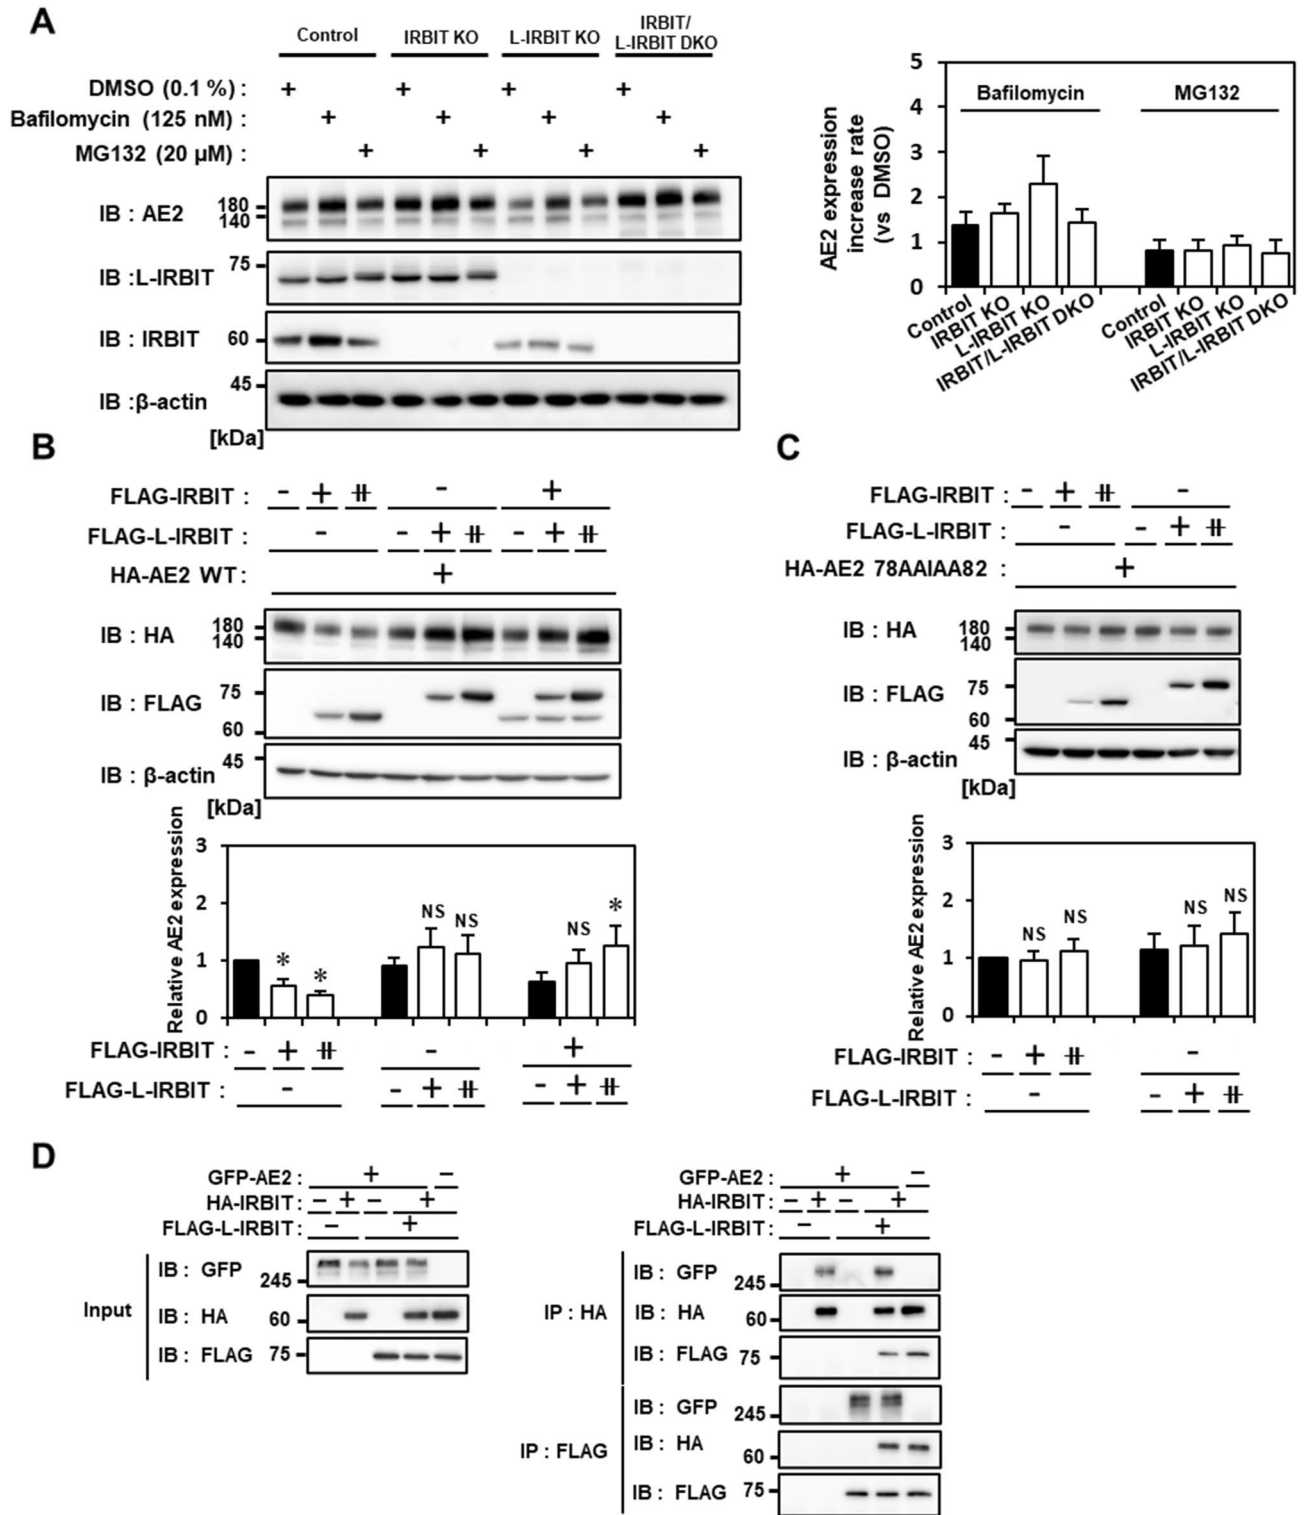 A
Control IRBIT KO L-IRBIT KO IRBIT/
L-IRBIT DKO
DMSO (0.1 %) : + + + +
Bafilomycin (125 nM) : + + + +
MG132 (20 µM) : + + + +
IB : AE2 180
140
IB :L-IRBIT 75
IB : IRBIT 60
IB :β-actin 45
[kDa]
AE2 expression
increase rate
(vs DMSO)
5
4
3
2
1
0
Bafilomycin MG132
Control
IRBIT KO
L-IRBIT KO
IRBIT/L-IRBIT DKO
Control
IRBIT KO
L-IRBIT KO
IRBIT/L-IRBIT DKO
B
FLAG-IRBIT : - + ⧺ - +
FLAG-L-IRBIT : - - + ⧺ - + ⧺
HA-AE2 WT : +
IB : HA 180
140
IB : FLAG 75
60
IB : β-actin 45
[kDa]
Relative AE2 expression
3
2
1
0
* * NS NS NS *
FLAG-IRBIT : - + ⧺ - +
FLAG-L-IRBIT : - - + ⧺ - + ⧺
C
FLAG-IRBIT : - + ⧺ -
FLAG-L-IRBIT : - - + ⧺
HA-AE2 78AAIAA82 : +
IB : HA 180
140
IB : FLAG 75
60
IB : β-actin 45
[kDa]
Relative AE2 expression
3
2
1
0
NS NS NS NS
FLAG-IRBIT : - + ⧺ -
FLAG-L-IRBIT : - - + ⧺
D
GFP-AE2 : + −
HA-IRBIT : − + − +
FLAG-L-IRBIT : − +
Input
IB : GFP 245
IB : HA 60
IB : FLAG 75
GFP-AE2 : + −
HA-IRBIT : − + − +
FLAG-L-IRBIT : − +
IP : HA
IB : GFP 245
IB : HA 60
IB : FLAG 75
IP : FLAG
IB : GFP 245
IB : HA 60
IB : FLAG 75